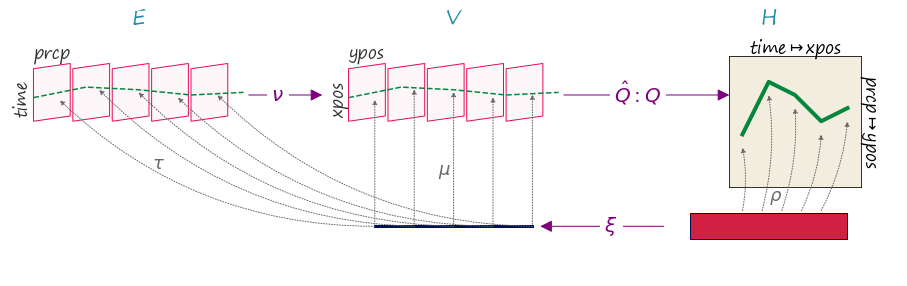 E
V
H
prcp
time
τ
ν
ypos
xpos
μ
Q̂ : Q
time ↦ xpos
prcp ↦ ypos
ρ
ξ